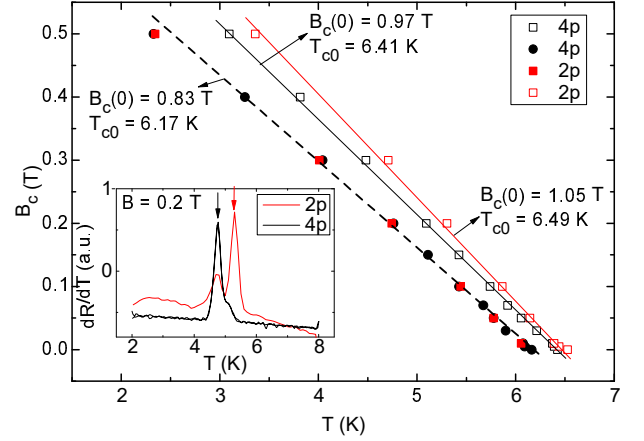 B_c(0) = 0.97 T
T_c0 = 6.41 K
4p
4p
2p
2p
B_c(0) = 0.83 T
T_c0 = 6.17 K
B_c(0) = 1.05 T
T_c0 = 6.49 K
0.5
0.4
0.3
0.2
0.1
0.0
B_c (T)
2
3
4
5
6
7
T (K)
B = 0.2 T
2p
4p
1
0
dR/dT (a.u.)
2
4
6
8
T (K)